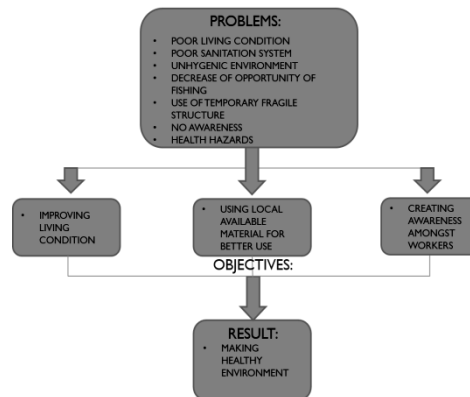 PROBLEMS:
• POOR LIVING CONDITION
• POOR SANITATION SYSTEM
• UNHYGENIC ENVIRONMENT
• DECREASE OF OPPORTUNITY OF
FISHING
• USE OF TEMPORARY FRAGILE
STRUCTURE
• NO AWARENESS
• HEALTH HAZARDS
• IMPROVING
LIVING
CONDITION
• USING LOCAL
AVAILABLE
MATERIAL FOR
BETTER USE
• CREATING
AWARENESS
AMONGST
WORKERS
OBJECTIVES:
RESULT:
• MAKING
HEALTHY
ENVIRONMENT